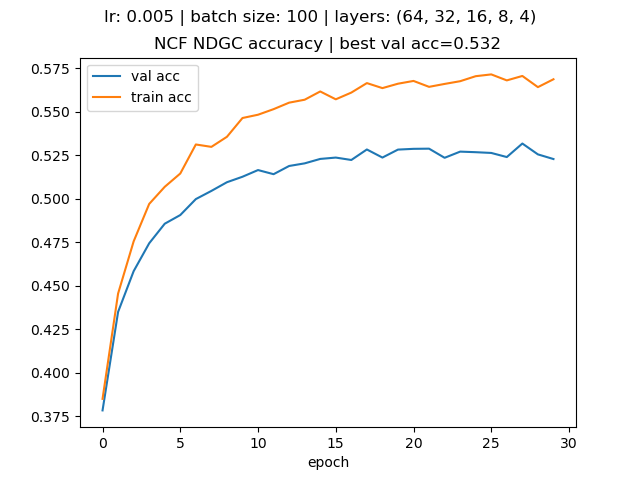 lr: 0.005 | batch size: 100 | layers: (64, 32, 16, 8, 4)
NCF NDGC accuracy | best val acc=0.532
val acc
train acc
0.575
0.550
0.525
0.500
0.475
0.450
0.425
0.400
0.375
0 5 10 15 20 25 30
epoch